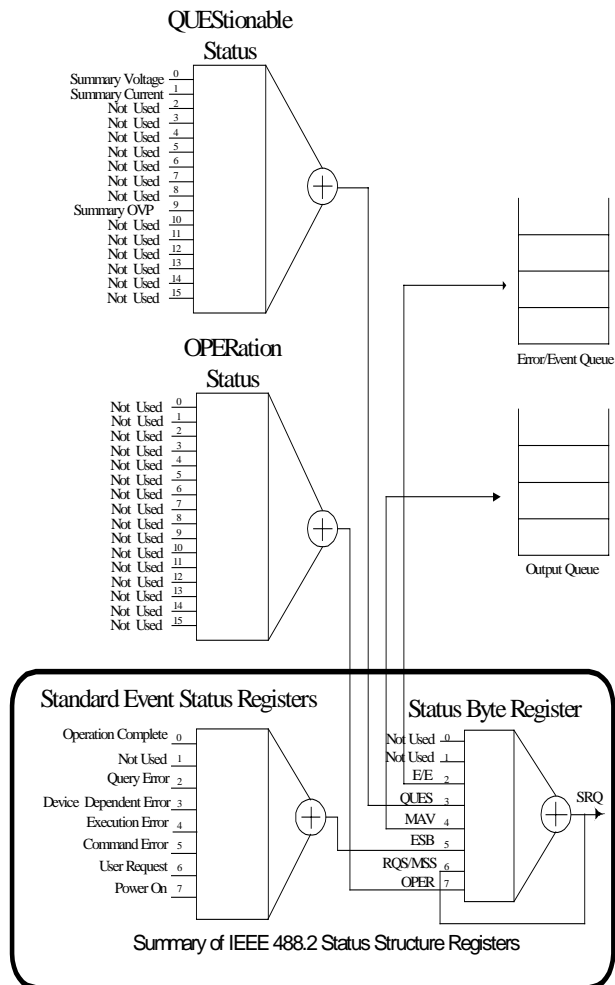 QUEStionable
Status
Summary Voltage 0
Summary Current 1
Not Used 2
Not Used 3
Not Used 4
Not Used 5
Not Used 6
Not Used 7
Not Used 8
Summary OVP 9
Not Used 10
Not Used 11
Not Used 12
Not Used 13
Not Used 14
Not Used 15
Error/Event Queue
OPERation
Status
Not Used 0
Not Used 1
Not Used 2
Not Used 3
Not Used 4
Not Used 5
Not Used 6
Not Used 7
Not Used 8
Not Used 9
Not Used 10
Not Used 11
Not Used 12
Not Used 13
Not Used 14
Not Used 15
Output Queue
Standard Event Status Registers
Operation Complete 0
Not Used 1
Query Error 2
Device Dependent Error 3
Execution Error 4
Command Error 5
User Request 6
Power On 7
Status Byte Register
Not Used 0
Not Used 1
E/E 2
QUES 3
MAV 4
ESB 5
RQS/MSS 6
OPER 7
SRQ
Summary of IEEE 488.2 Status Structure Registers